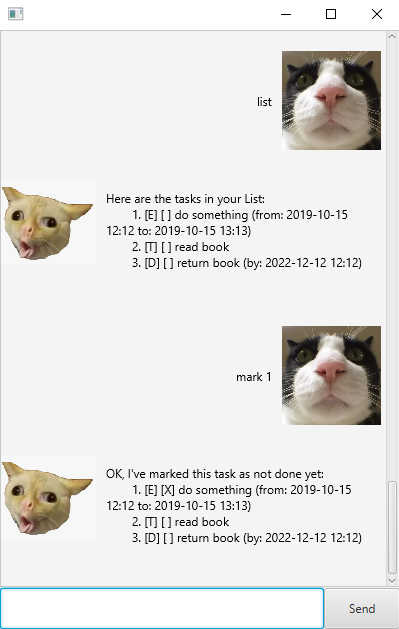 list
Here are the tasks in your List:
1. [E] [ ] do something (from: 2019-10-15
12:12 to: 2019-10-15 13:13)
2. [T] [ ] read book
3. [D] [ ] return book (by: 2022-12-12 12:12)
mark 1
OK, I've marked this task as not done yet:
1. [E] [X] do something (from: 2019-10-15
12:12 to: 2019-10-15 13:13)
2. [T] [ ] read book
3. [D] [ ] return book (by: 2022-12-12 12:12)
Send